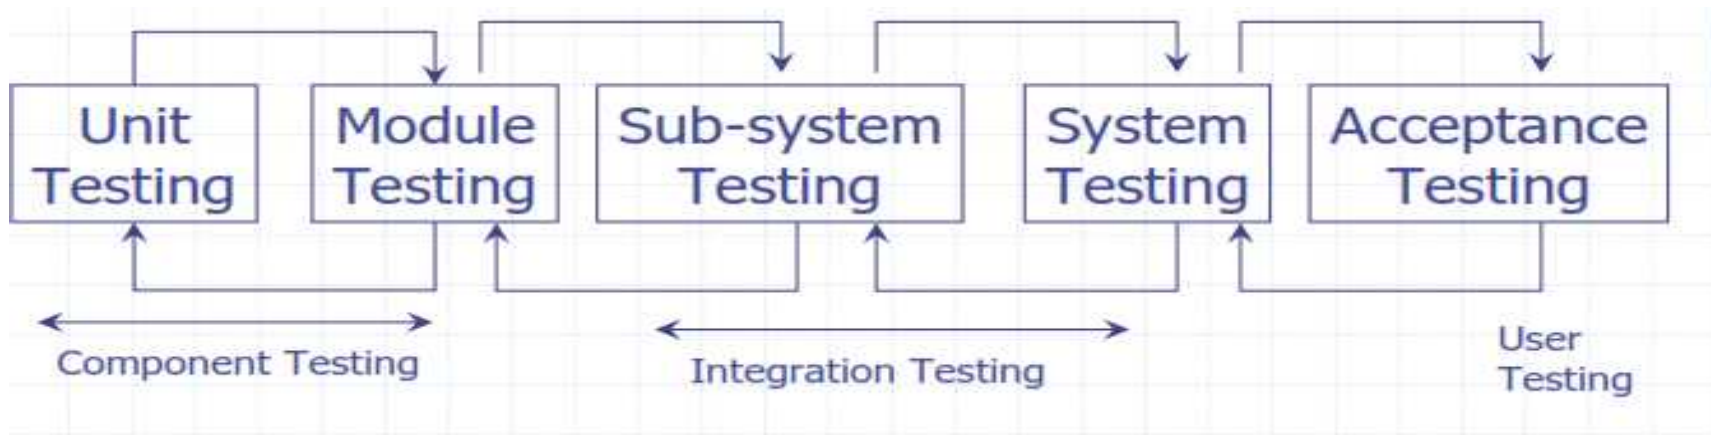 Unit
Testing
Module
Testing
Sub-system
Testing
System
Testing
Acceptance
Testing
Component Testing
Integration Testing
User
Testing